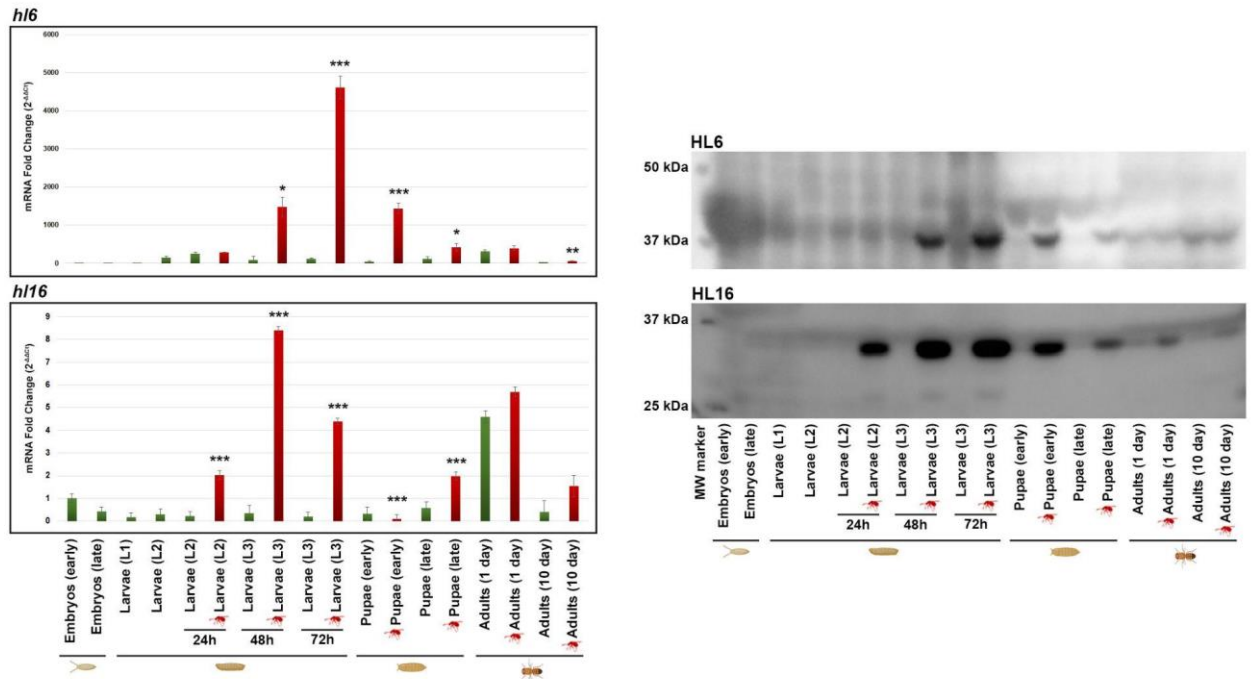 hl6
mRNA Fold Change (2-ΔΔCt)
6000
5000
4000
3000
2000
1000
0
*
***
***
*
**
hl16
mRNA Fold Change (2-ΔΔCt)
9
8
7
6
5
4
3
2
1
0
***
***
***
***
***
Embryos (early)
Embryos (late)
Larvae (L1)
Larvae (L2)
Larvae (L2)
Larvae (L2)
Larvae (L3)
Larvae (L3)
Larvae (L3)
Larvae (L3)
Pupae (early)
Pupae (early)
Pupae (late)
Pupae (late)
Adults (1 day)
Adults (1 day)
Adults (10 day)
Adults (10 day)
24h
48h
72h
HL6
50 kDa
37 kDa
HL16
37 kDa
25 kDa
MW marker
Embryos (early)
Embryos (late)
Larvae (L1)
Larvae (L2)
Larvae (L2)
Larvae (L2)
Larvae (L3)
Larvae (L3)
Larvae (L3)
Larvae (L3)
Pupae (early)
Pupae (early)
Pupae (late)
Pupae (late)
Adults (1 day)
Adults (1 day)
Adults (10 day)
Adults (10 day)
24h
48h
72h